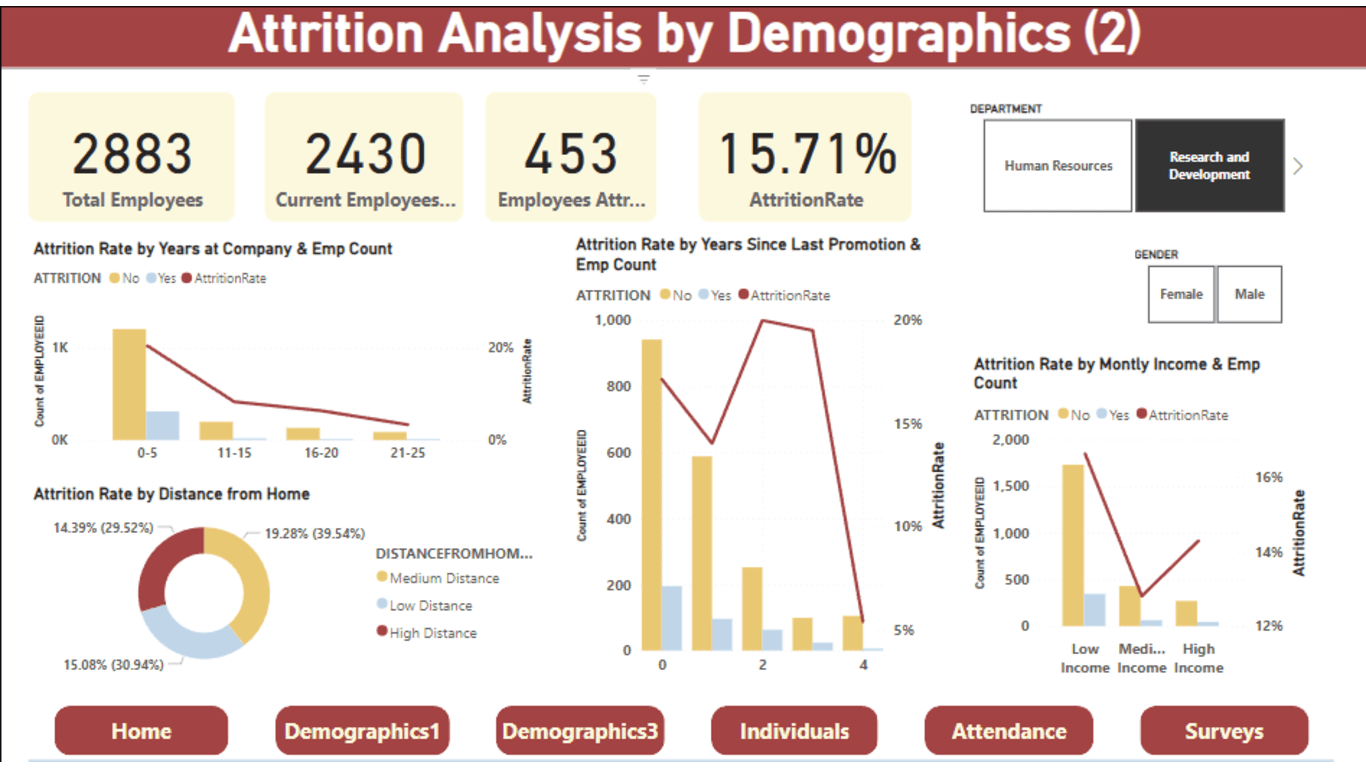 Attrition Analysis by Demographics (2)
2883
Total Employees
2430
Current Employees...
453
Employees Attr...
15.71%
AttritionRate
DEPARTMENT
Human Resources
Research and
Development
GENDER
Female
Male
Attrition Rate by Years at Company & Emp Count
ATTRITION No Yes AttritionRate
Count of EMPLOYEEID
1K
0K
20%
0%
AttritionRate
0-5 11-15 16-20 21-25
Attrition Rate by Distance from Home
14.39% (29.52%)
19.28% (39.54%)
15.08% (30.94%)
DISTANCEFROMHOM...
Medium Distance
Low Distance
High Distance
Attrition Rate by Years Since Last Promotion &
Emp Count
ATTRITION No Yes AttritionRate
Count of EMPLOYEEID
1,000
800
600
400
200
0
20%
15%
10%
5%
AttritionRate
0 2 4
Attrition Rate by Montly Income & Emp
Count
ATTRITION No Yes AttritionRate
Count of EMPLOYEEID
2,000
1,500
1,000
500
0
16%
14%
12%
AttritionRate
Low Medi... High
Income Income Income
Home
Demographics1
Demographics3
Individuals
Attendance
Surveys